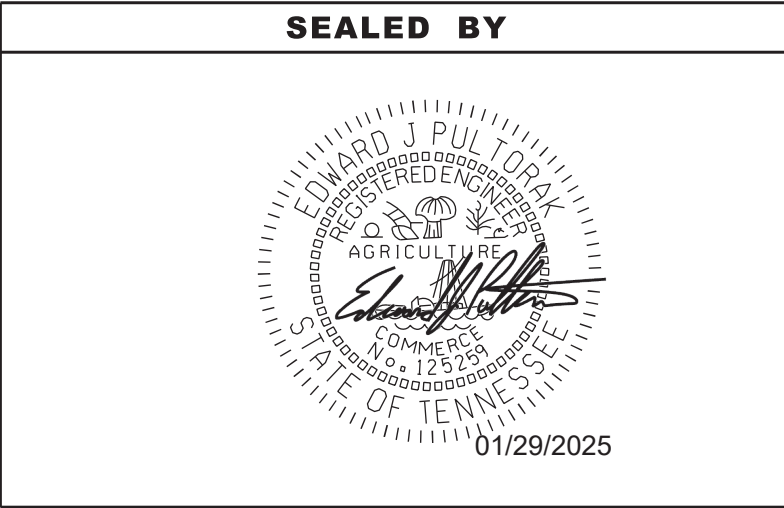 SEALED BY
EDWARD J PULTORAK
REGISTERED ENGINEER
AGRICULTURE
COMMERCE
No. 125259
STATE OF TENNESSEE
01/29/2025